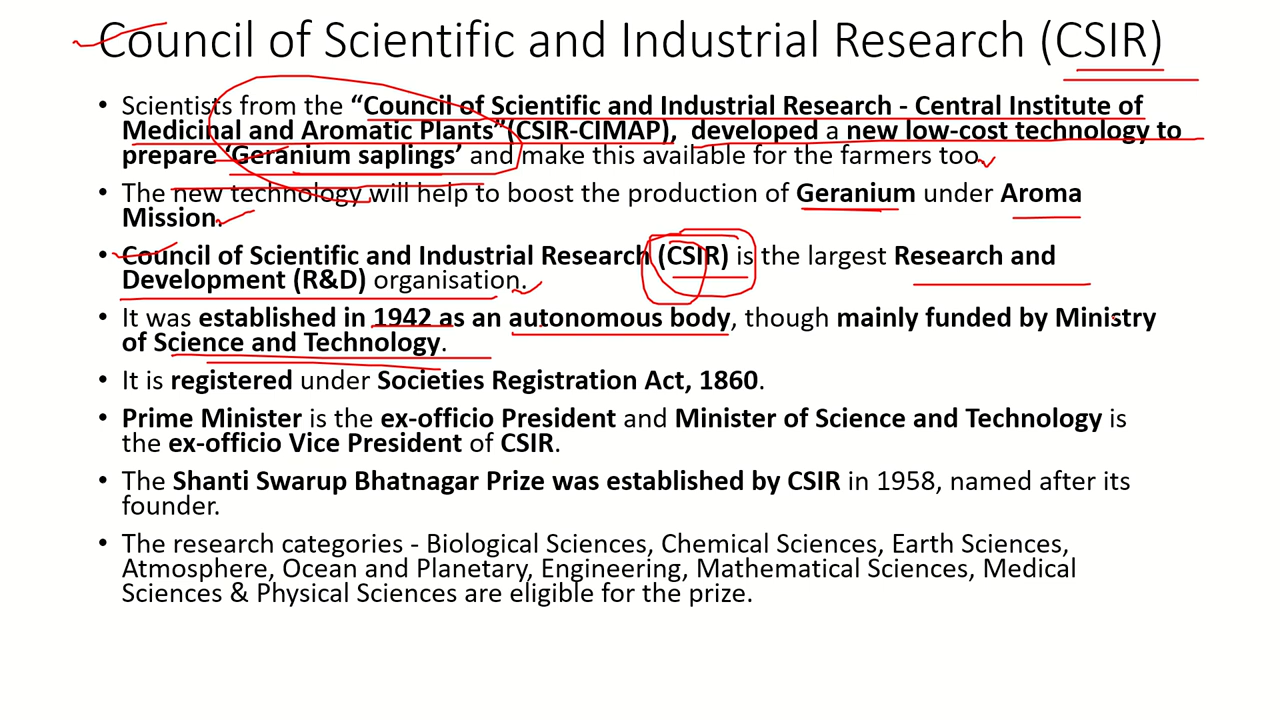 Council of Scientific and Industrial Research (CSIR)
• Scientists from the “Council of Scientific and Industrial Research - Central Institute of
Medicinal and Aromatic Plants”(CSIR-CIMAP), developed a new low-cost technology to
prepare ‘Geranium saplings’ and make this available for the farmers too.
• The new technology will help to boost the production of Geranium under Aroma
Mission.
• Council of Scientific and Industrial Research (CSIR) is the largest Research and
Development (R&D) organisation.
• It was established in 1942 as an autonomous body, though mainly funded by Ministry
of Science and Technology.
• It is registered under Societies Registration Act, 1860.
• Prime Minister is the ex-officio President and Minister of Science and Technology is
the ex-officio Vice President of CSIR.
• The Shanti Swarup Bhatnagar Prize was established by CSIR in 1958, named after its
founder.
• The research categories - Biological Sciences, Chemical Sciences, Earth Sciences,
Atmosphere, Ocean and Planetary, Engineering, Mathematical Sciences, Medical
Sciences & Physical Sciences are eligible for the prize.